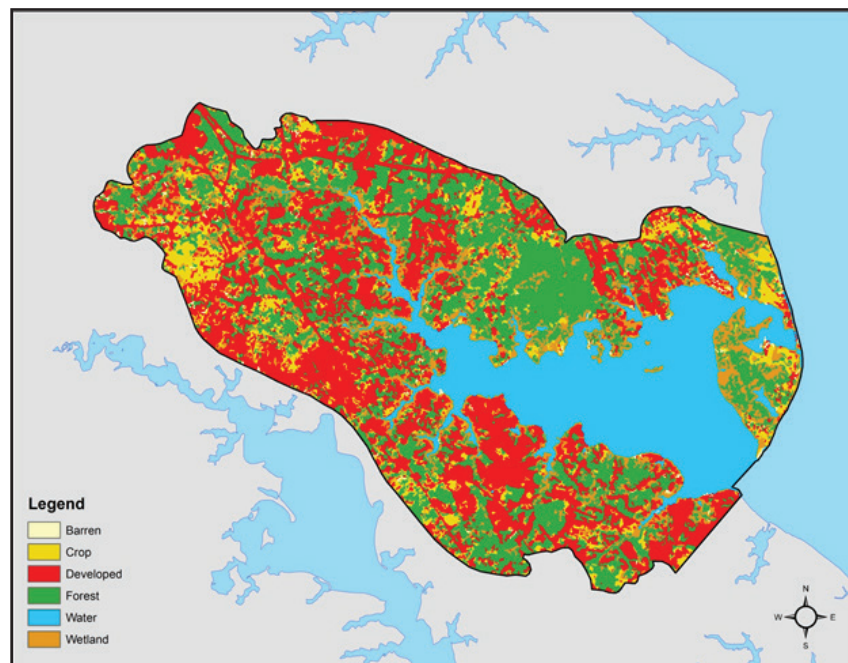 Legend
Barren
Crop
Developed
Forest
Water
Wetland
N
W E
S